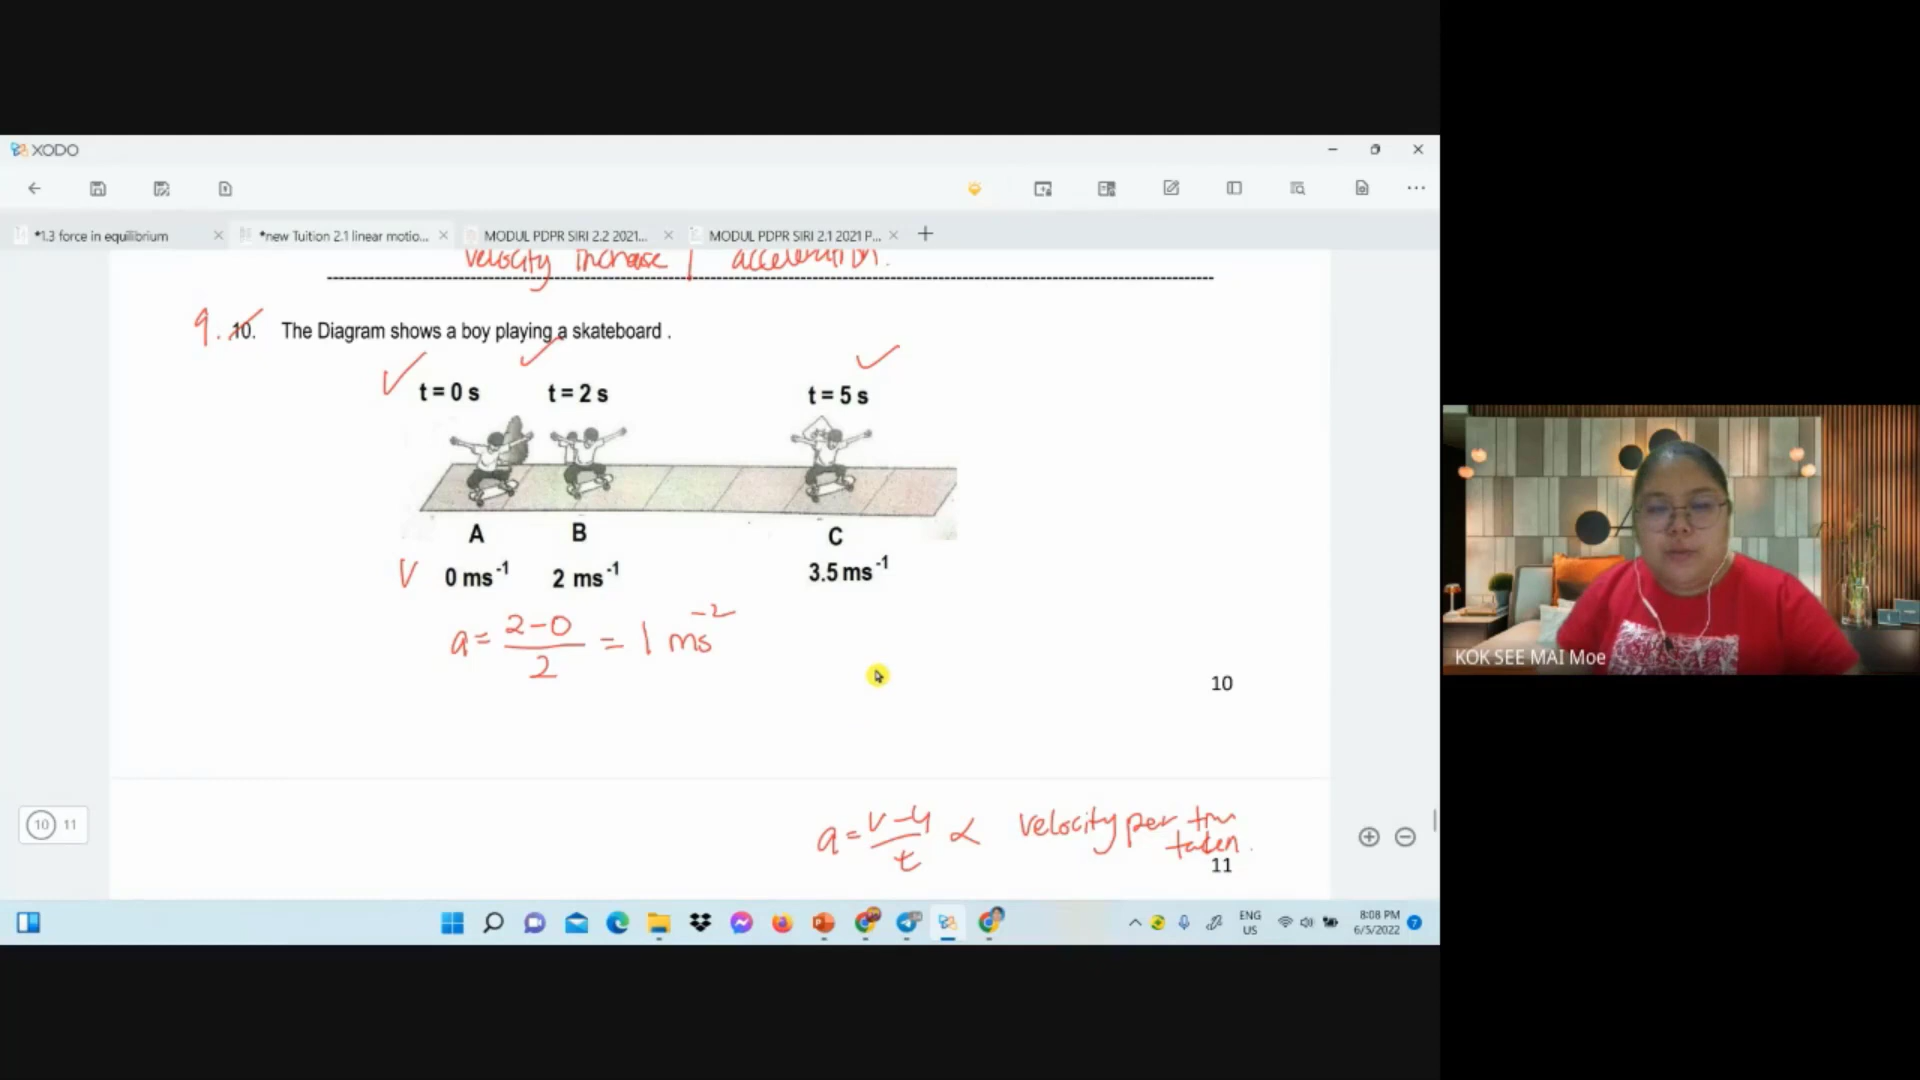 XODO
*1.3 force in equilibrium
*new Tuition 2.1 linear motio...
MODUL PDPR SIRI 2.2 2021...
MODUL PDPR SIRI 2.1 2021 P...
velocity increase / acceleration.
9. 10. The Diagram shows a boy playing a skateboard .
t = 0 s t = 2 s t = 5 s
A B C
V 0 ms-1 2 ms-1 3.5 ms-1
a = 2-0/2 = 1 ms-2
KOK SEE MAI Moe
10
a = v-u/t ∝ velocity per
taken.
11
10 11
ENG
US
8:08 PM
6/5/2022
7